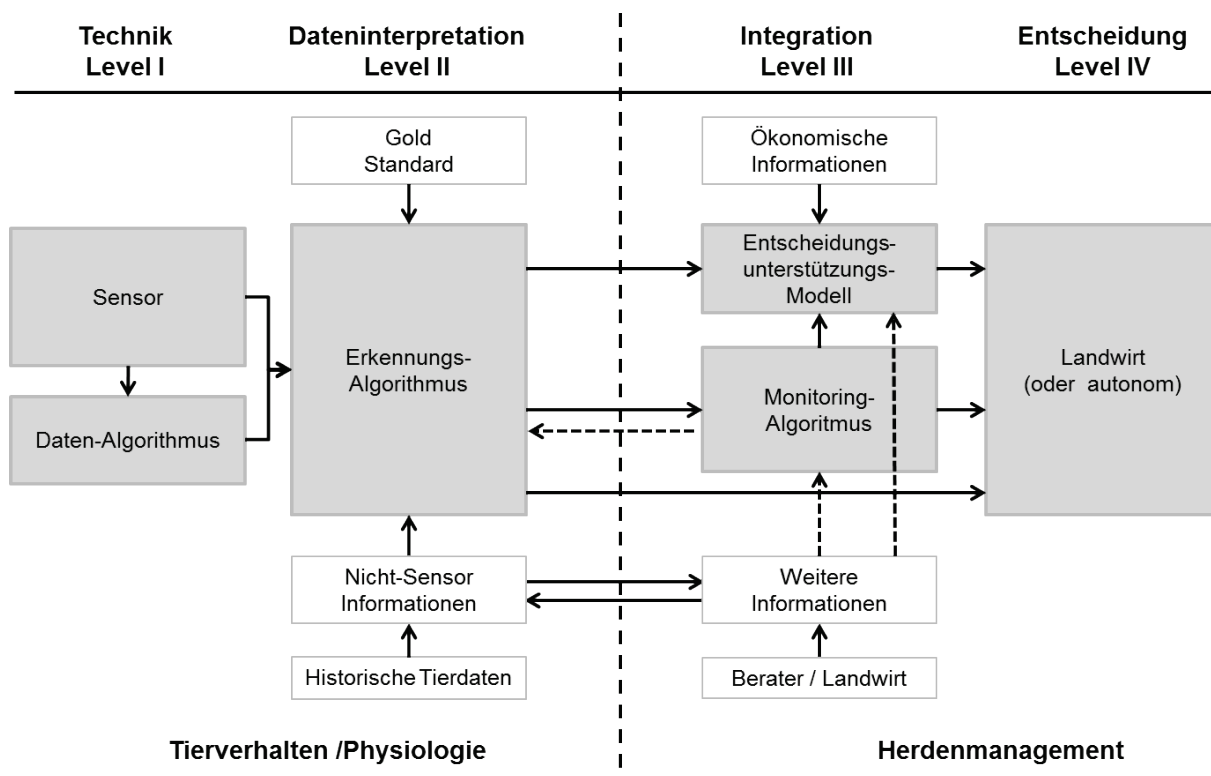 Technik
Level I
Dateninterpretation
Level II
Integration
Level III
Entscheidung
Level IV
Gold
Standard
Ökonomische
Informationen
Sensor
Daten-Algorithmus
Erkennungs-
Algorithmus
Entscheidungs-
unterstützungs-
Modell
Monitoring-
Algoritmus
Landwirt
(oder autonom)
Nicht-Sensor
Informationen
Weitere
Informationen
Historische Tierdaten
Berater / Landwirt
Tierverhalten /Physiologie
Herdenmanagement